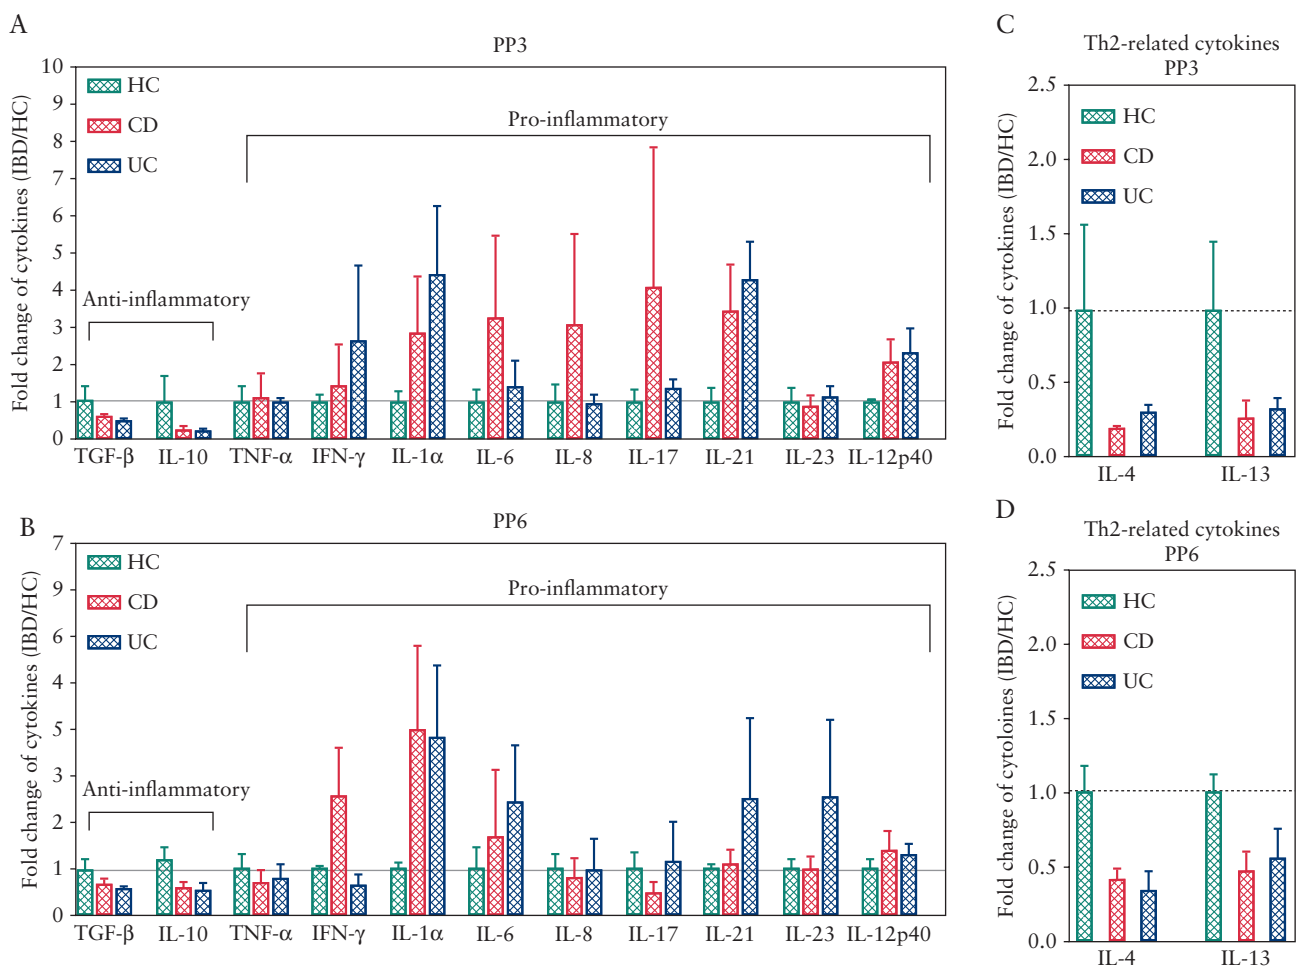 A
PP3
Fold change of cytokines (IBD/HC)
10
9
8
7
6
5
4
3
2
1
0
HC
CD
UC
Anti-inflammatory
Pro-inflammatory
TGF-β IL-10 TNF-α IFN-γ IL-1α IL-6 IL-8 IL-17 IL-21 IL-23 IL-12p40
B
PP6
Fold change of cytokines (IBD/HC)
7
9
6
4
5
3
2
1
0
HC
CD
UC
Anti-inflammatory
Pro-inflammatory
TGF-β IL-10 TNF-α IFN-γ IL-1α IL-6 IL-8 IL-17 IL-21 IL-23 IL-12p40
C
Th2-related cytokines
PP3
Fold change of cytokines (IBD/HC)
2.5
2.0
1.5
1.0
0.5
0.0
HC
CD
UC
IL-4 IL-13
D
Th2-related cytokines
PP6
Fold change of cytoloines (IBD/HC)
2.5
2.0
1.5
1.0
0.5
0.0
HC
CD
UC
IL-4 IL-13